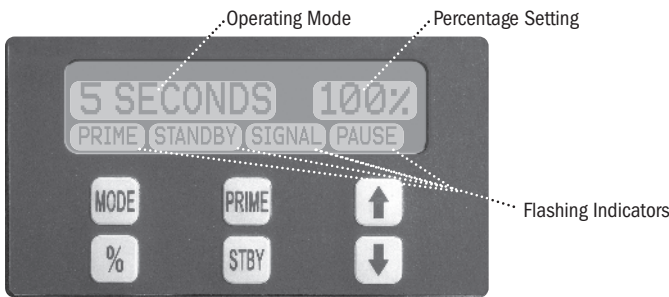 Operating Mode Percentage Setting
5 SECONDS 100%
PRIME STANDBY SIGNAL PAUSE
MODE PRIME
Flashing Indicators
% STBY